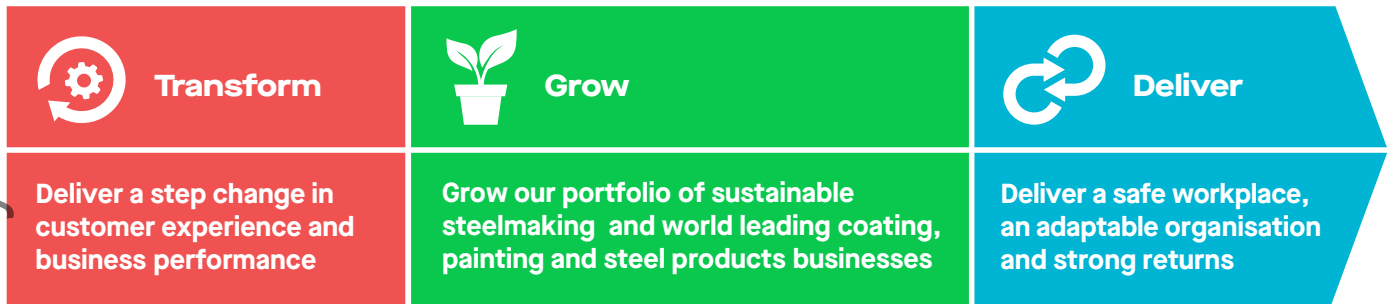 Transform
Grow
Deliver
Deliver a step change in
customer experience and
business performance
Grow our portfolio of sustainable
steelmaking  and world leading coating,
painting and steel products businesses
Deliver a safe workplace,
an adaptable organisation
and strong returns